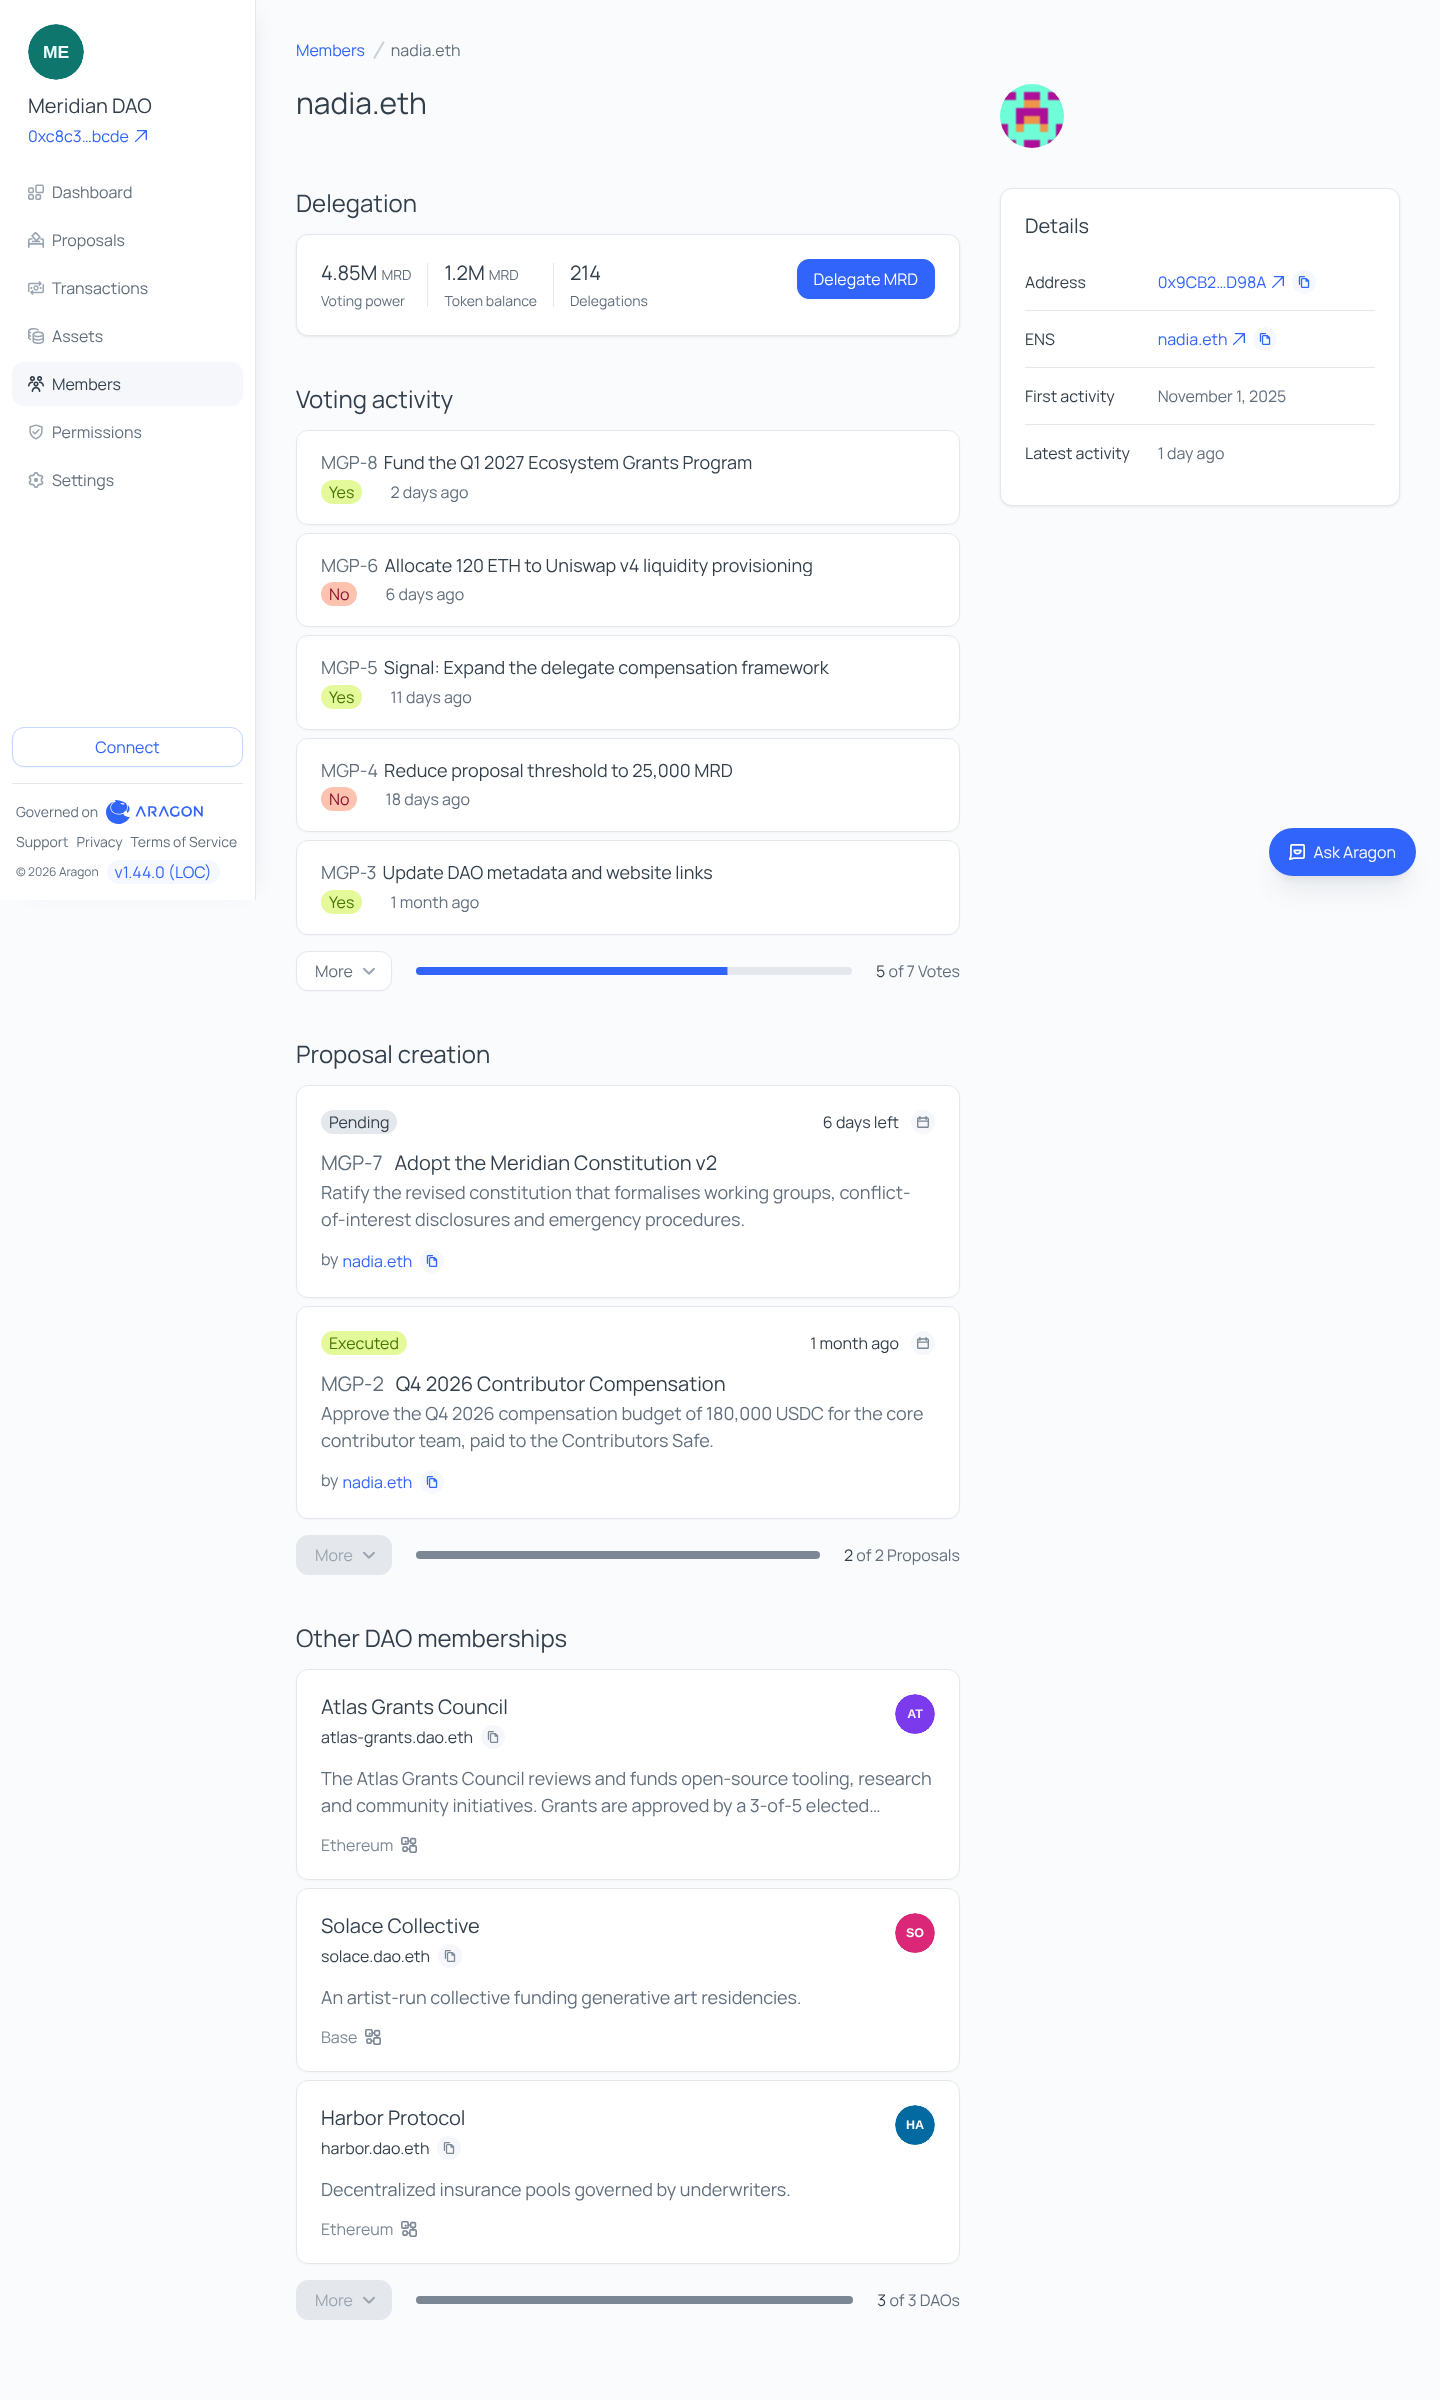 ME
Meridian DAO
0xc8c3…bcde
Dashboard
Proposals
Transactions
Assets
Members
Permissions
Settings
Connect
Governed on ARAGON
Support Privacy Terms of Service
© 2026 Aragon v1.44.0 (LOC)
Members / nadia.eth
nadia.eth
Delegation
4.85M MRD
Voting power
1.2M MRD
Token balance
214
Delegations
Delegate MRD
Voting activity
MGP-8 Fund the Q1 2027 Ecosystem Grants Program
Yes 2 days ago
MGP-6 Allocate 120 ETH to Uniswap v4 liquidity provisioning
No 6 days ago
MGP-5 Signal: Expand the delegate compensation framework
Yes 11 days ago
MGP-4 Reduce proposal threshold to 25,000 MRD
No 18 days ago
MGP-3 Update DAO metadata and website links
Yes 1 month ago
More 5 of 7 Votes
Proposal creation
Pending 6 days left
MGP-7 Adopt the Meridian Constitution v2
Ratify the revised constitution that formalises working groups, conflict-
of-interest disclosures and emergency procedures.
by nadia.eth
Executed 1 month ago
MGP-2 Q4 2026 Contributor Compensation
Approve the Q4 2026 compensation budget of 180,000 USDC for the core
contributor team, paid to the Contributors Safe.
by nadia.eth
More 2 of 2 Proposals
Other DAO memberships
Atlas Grants Council
AT
atlas-grants.dao.eth
The Atlas Grants Council reviews and funds open-source tooling, research
and community initiatives. Grants are approved by a 3-of-5 elected…
Ethereum
Solace Collective
SO
solace.dao.eth
An artist-run collective funding generative art residencies.
Base
Harbor Protocol
HA
harbor.dao.eth
Decentralized insurance pools governed by underwriters.
Ethereum
More 3 of 3 DAOs
Details
Address 0x9CB2…D98A
ENS nadia.eth
First activity November 1, 2025
Latest activity 1 day ago
Ask Aragon